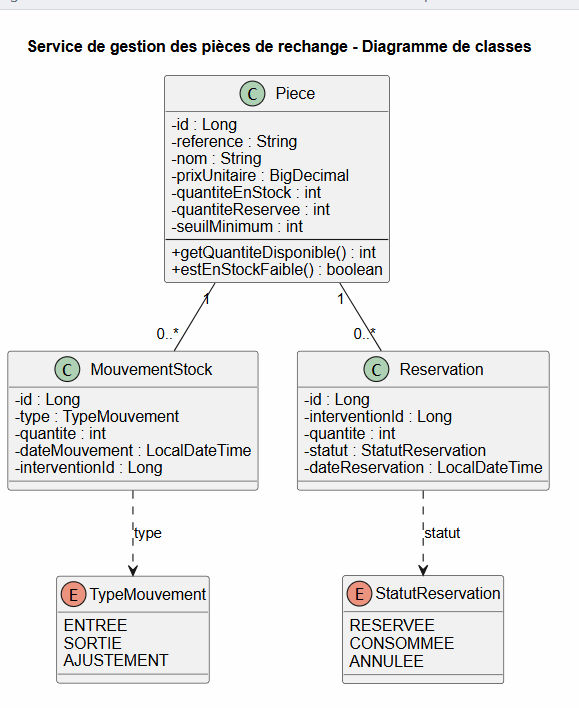 Service de gestion des pièces de rechange - Diagramme de classes
C Piece
-id : Long
-reference : String
-nom : String
-prixUnitaire : BigDecimal
-quantiteEnStock : int
-quantiteReservee : int
-seuilMinimum : int
+getQuantiteDisponible() : int
+estEnStockFaible() : boolean
1 1
0..* 0..*
C MouvementStock
-id : Long
-type : TypeMouvement
-quantite : int
-dateMouvement : LocalDateTime
-interventionId : Long
C Reservation
-id : Long
-interventionId : Long
-quantite : int
-statut : StatutReservation
-dateReservation : LocalDateTime
type statut
E TypeMouvement
ENTREE
SORTIE
AJUSTEMENT
E StatutReservation
RESERVEE
CONSOMMEE
ANNULEE